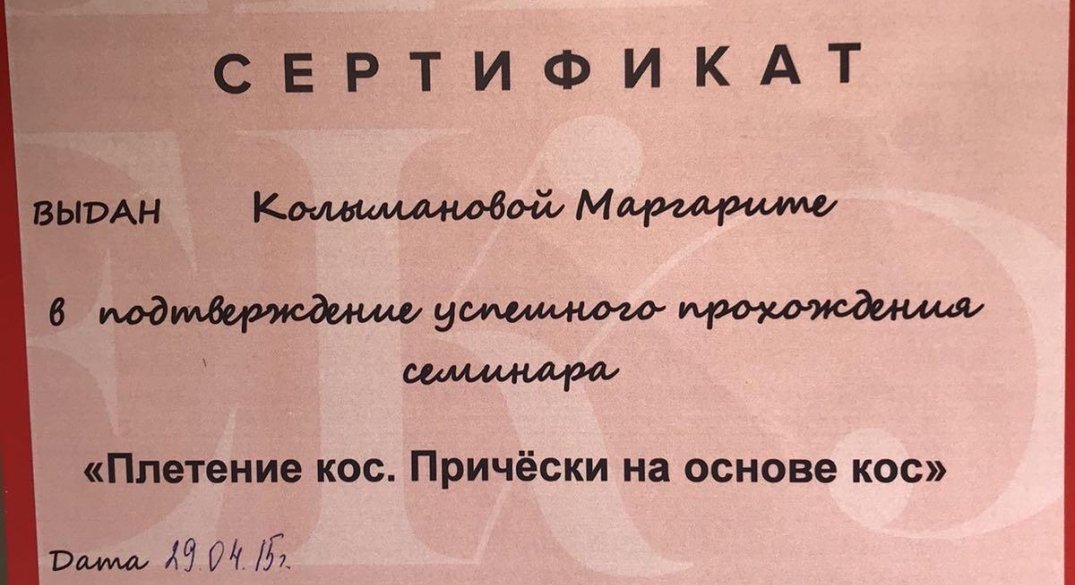 СЕРТИФИКАТ
ВЫДАН Колымановой Маргарите
в подтверждение успешного прохождения
семинара
«Плетение кос. Причёски на основе кос»
Дата 29.04.15г.